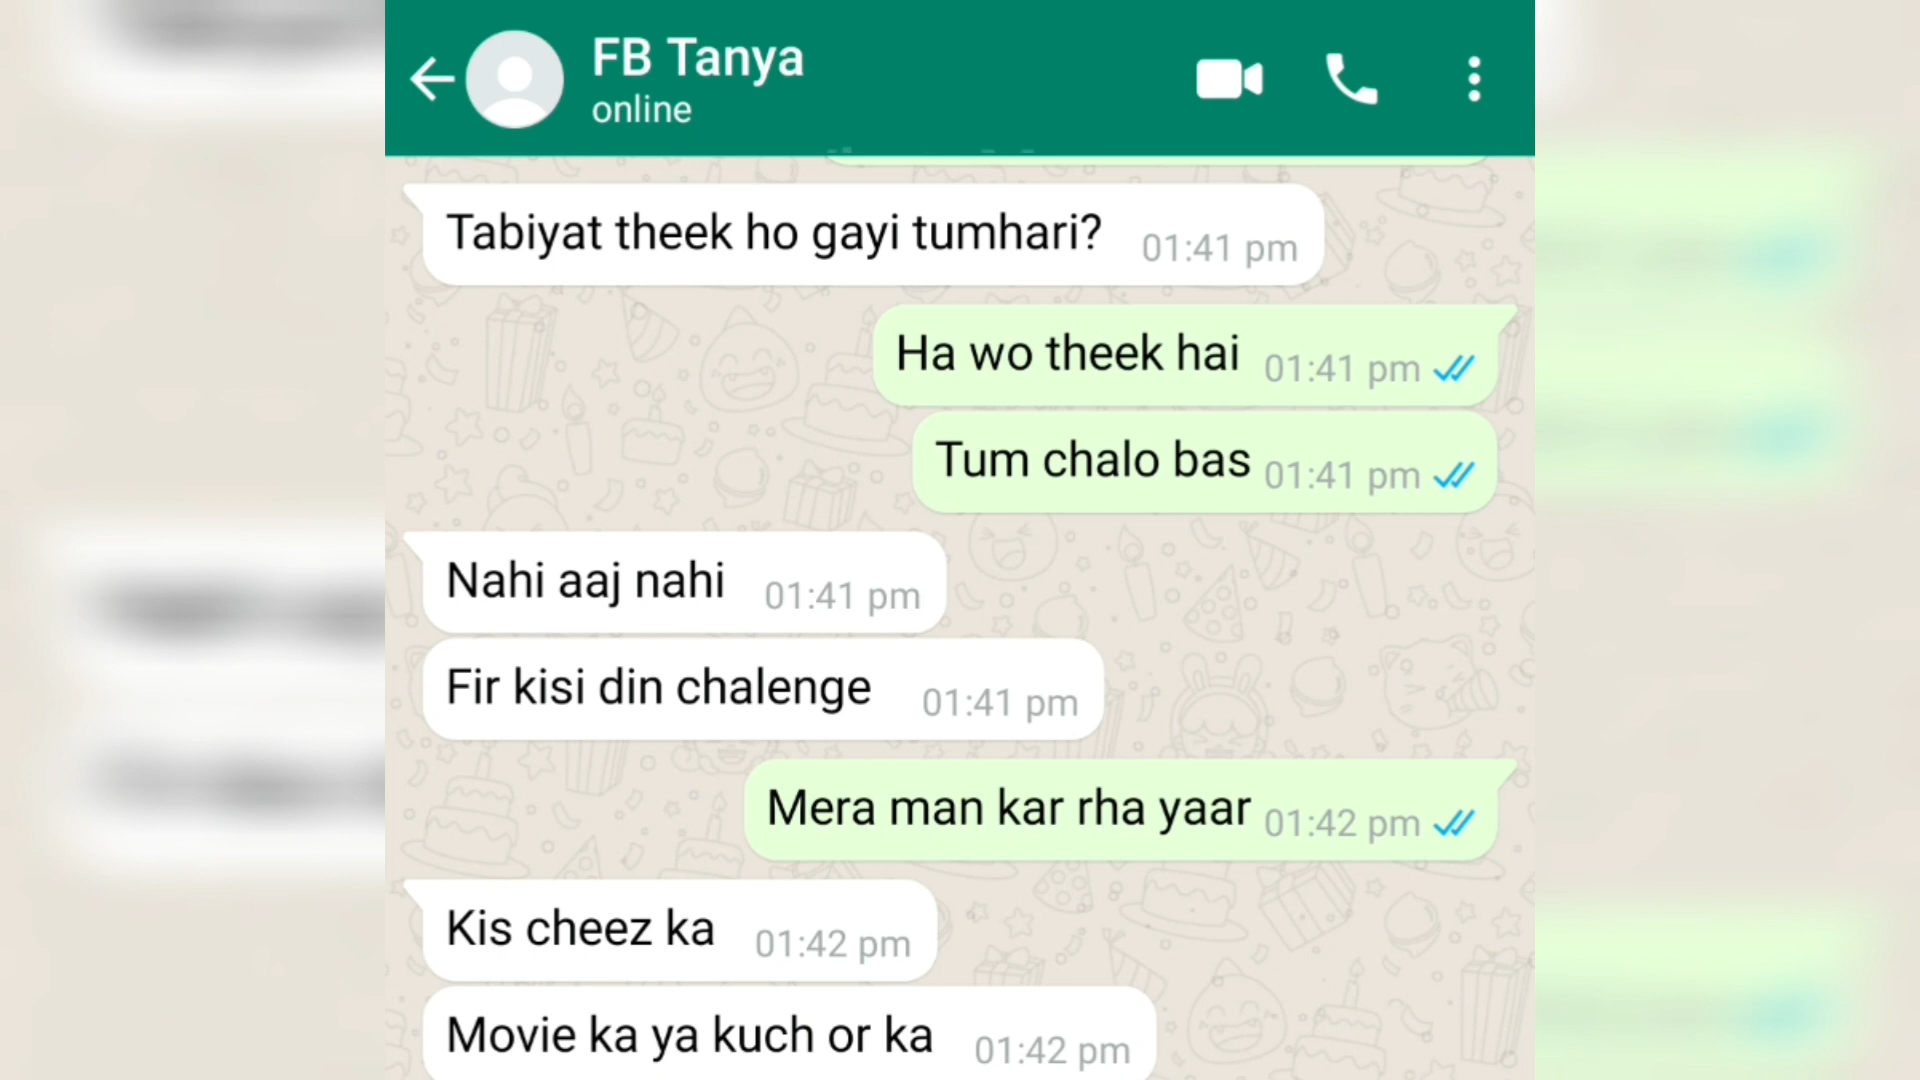 FB Tanya
online
Tabiyat theek ho gayi tumhari? 01:41 pm
Ha wo theek hai 01:41 pm
Tum chalo bas 01:41 pm
Nahi aaj nahi 01:41 pm
Fir kisi din chalenge 01:41 pm
Mera man kar rha yaar 01:42 pm
Kis cheez ka 01:42 pm
Movie ka ya kuch or ka 01:42 pm